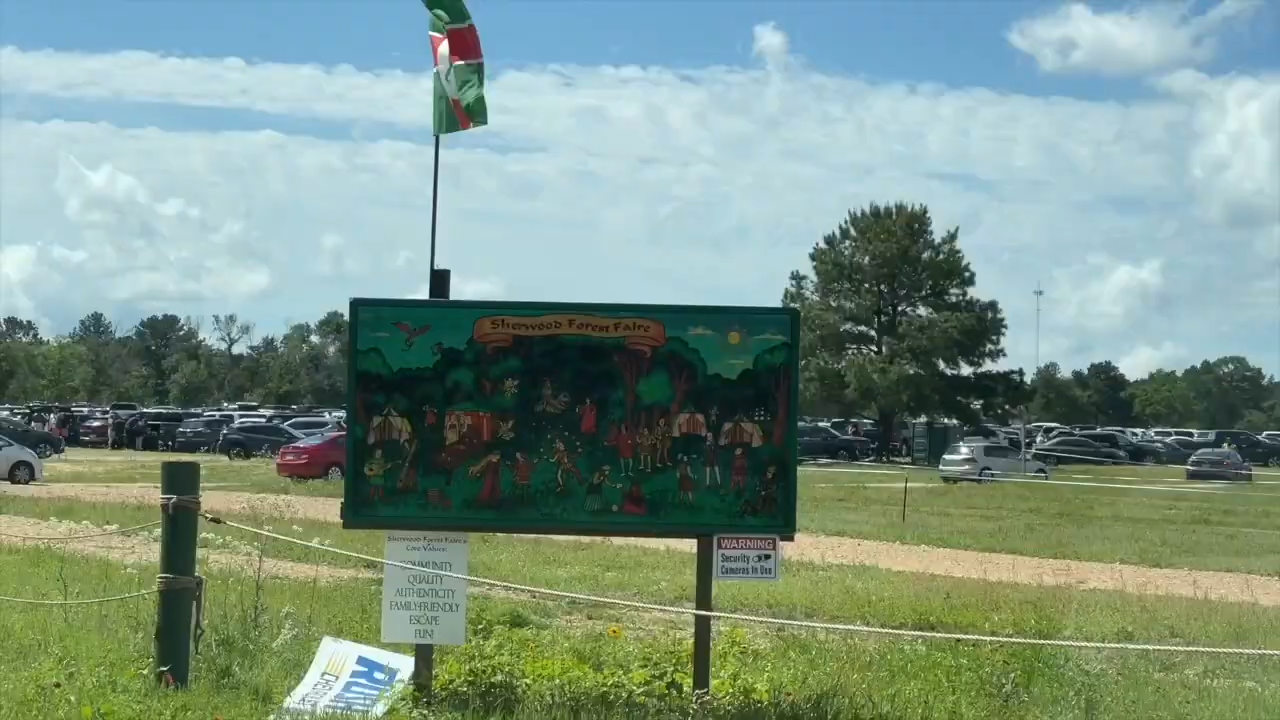 Sherwood Forest Faire
Sherwood Forest Faire's
Core Values:
COMMUNITY
QUALITY
AUTHENTICITY
FAMILY-FRIENDLY
ESCAPE
FUN!
WARNING
Security
Cameras In Use